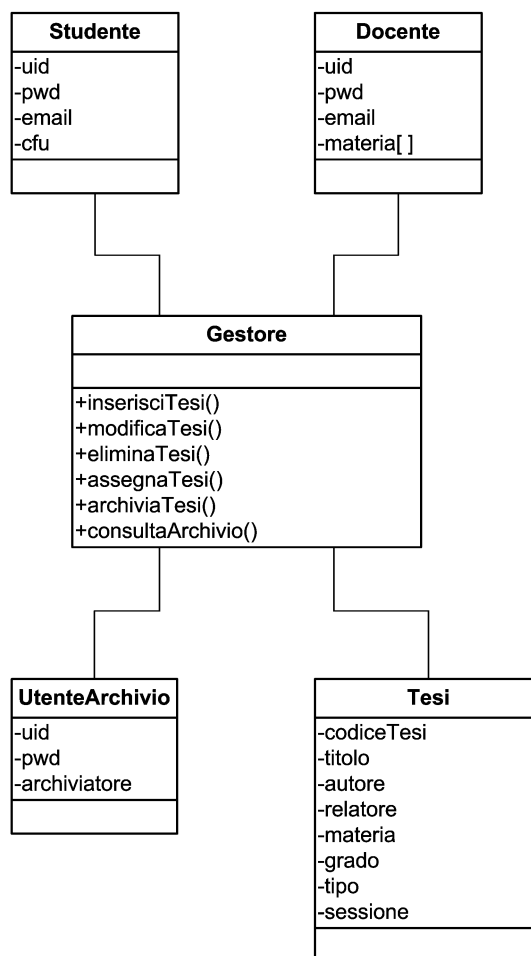 Studente
-uid
-pwd
-email
-cfu
Docente
-uid
-pwd
-email
-materia[ ]
Gestore
+inserisciTesi()
+modificaTesi()
+eliminaTesi()
+assegnaTesi()
+archiviaTesi()
+consultaArchivio()
UtenteArchivio
-uid
-pwd
-archiviatore
Tesi
-codiceTesi
-titolo
-autore
-relatore
-materia
-grado
-tipo
-sessione